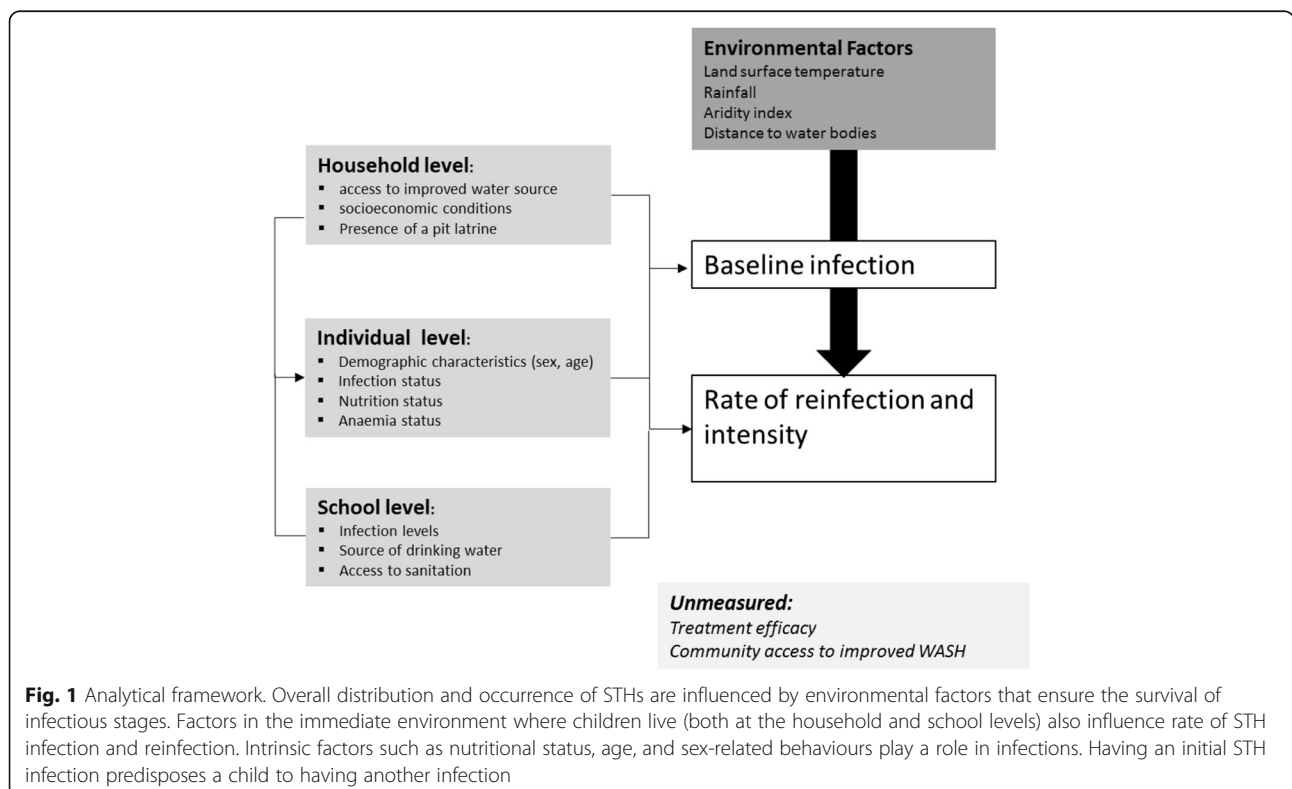 Environmental Factors
Land surface temperature
Rainfall
Aridity index
Distance to water bodies
Household level:
▪ access to improved water source
▪ socioeconomic conditions
▪ Presence of a pit latrine
Baseline infection
Individual level:
▪ Demographic characteristics (sex, age)
▪ Infection status
▪ Nutrition status
▪ Anaemia status
Rate of reinfection and
intensity
School level:
▪ Infection levels
▪ Source of drinking water
▪ Access to sanitation
Unmeasured:
Treatment efficacy
Community access to improved WASH
Fig. 1 Analytical framework. Overall distribution and occurrence of STHs are influenced by environmental factors that ensure the survival of
infectious stages. Factors in the immediate environment where children live (both at the household and school levels) also influence rate of STH
infection and reinfection. Intrinsic factors such as nutritional status, age, and sex-related behaviours play a role in infections. Having an initial STH
infection predisposes a child to having another infection